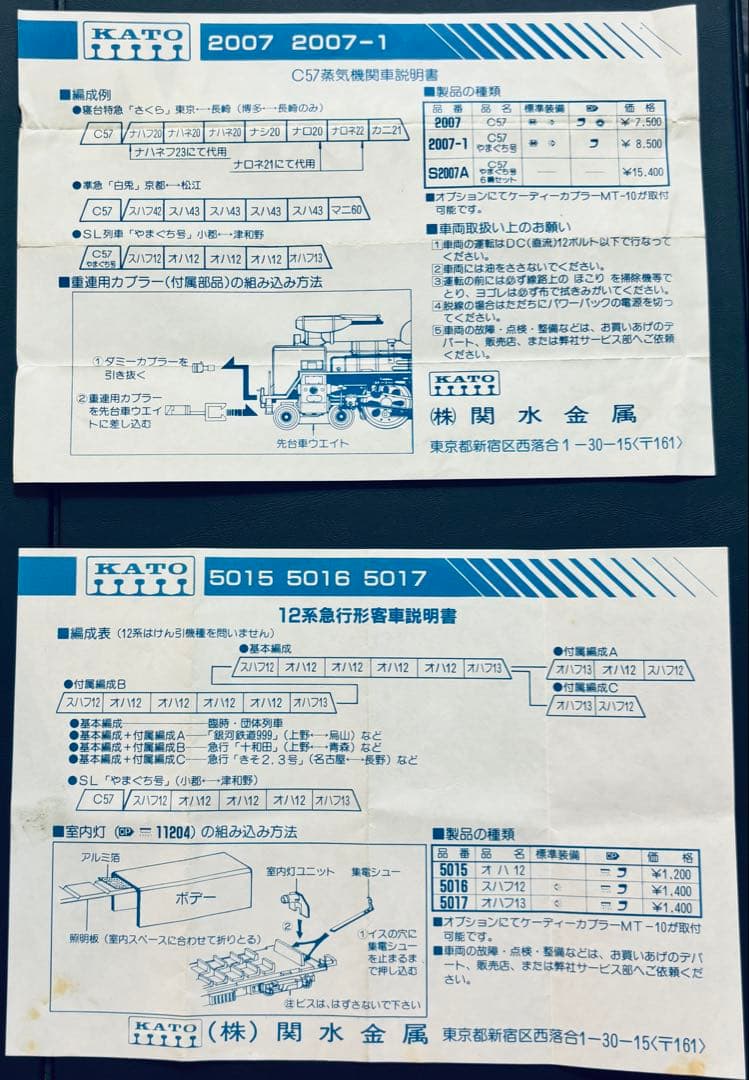 KATO
2007 2007-1
C57蒸気機関車説明書
■編成例
●寝台特急「さくら」東京←→長崎(博多←→長崎のみ)
C57 ナハフ20 ナハネ20 ナハネ20 ナシ20 ナロ20 ナロネ22 カニ21
ナハネフ23にて代用
ナロネ21にて代用
●準急「白兎」京都←→松江
C57 スハフ42 スハ43 スハ43 スハ43 スハ43 マニ60
●SL列車「やまぐち号」小郡←→津和野
C57 やまぐち号 スハフ12 オハ12 オハ12 オハ12 オハフ13
■重連用カプラー(付属部品)の組み込み方法
①ダミーカプラーを
引き抜く
②重連用カプラー
を先台車ウエイ
トに差し込む
先台車ウエイト
■製品の種類
品番 品名 標準装備 価格
2007 C57 ¥7.500
2007-1 C57 やまぐち号 ¥8.500
S2007A C57 やまぐち号 6輛セット ¥15.400
■オプションにてケーディーカプラーMT-10が取付
可能です。
■車両取扱い上のお願い
①車両の運転はDC(直流)12ボルト以下で行なって
ください。
②車両には油をささないでください。
③運転の前には必ず線路上の ほこり を掃除機等で
とり、ヨゴレは必ず布で拭きみがいてください。
④脱線の場合はただちにパワーパックの電源を切っ
てください。
⑤車両の故障・点検・整備などは、お買いあげのデ
パート、販売店、または弊社サービス部へご依頼
ください。
KATO
(株) 関水金属
東京都新宿区西落合1-30-15〈〒161〉
KATO
5015 5016 5017
12系急行形客車説明書
■編成表(12系はけん引機種を問いません)
●基本編成
スハフ12 オハ12 オハ12 オハ12 オハ12 オハフ13
●付属編成A
オハフ13 オハ12 スハフ12
●付属編成B
スハフ12 オハ12 オハ12 オハ12 オハ12 オハフ13
●付属編成C
オハフ13 スハフ12
●基本編成――臨時・団体列車
●基本編成+付属編成A―「銀河鉄道999」(上野←→烏山)など
●基本編成+付属編成B―急行「十和田」(上野←→青森)など
●基本編成+付属編成C―急行「きそ2.3号」(名古屋←→長野)など
●SL「やまぐち号」(小郡←→津和野)
C57 スハフ12 オハ12 オハ12 オハ12 オハフ13
■室内灯(11204)の組み込み方法
アルミ箔
ボデー
照明板(室内スペースに合わせて折りとる)
室内灯ユニット
集電シュー
②
①イスの穴に
集電シュー
を止まるま
で押し込む
注ビスは、はずさないで下さい
■製品の種類
品番 品名 標準装備 価格
5015 オハ12 ¥1.200
5016 スハフ12 ¥1.400
5017 オハフ13 ¥1.400
■オプションにてケーディーカプラーMT-10が取付
可能です。
■車両の故障・点検・整備などは、お買いあげのデパ
ート、販売店、または弊社サービス部へご依頼くだ
さい。
KATO (株) 関水金属 東京都新宿区西落合1-30-15〈〒161〉